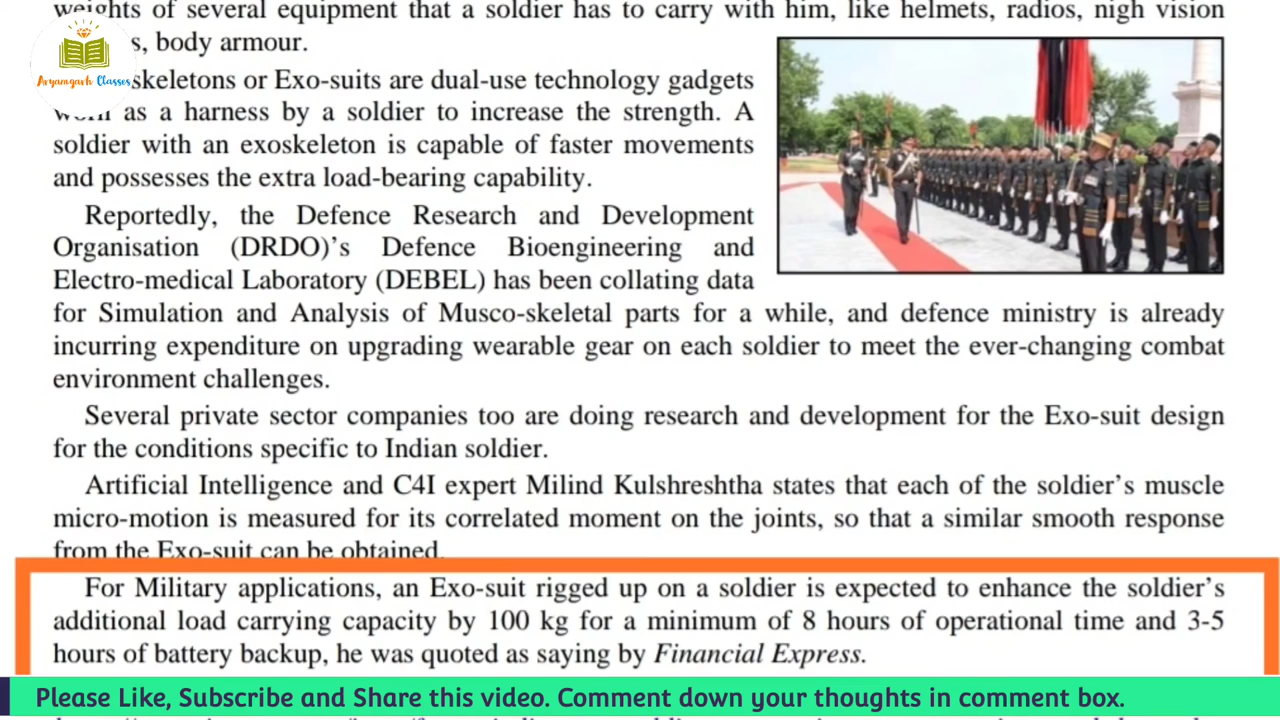 weights of several equipment that a soldier has to carry with him, like helmets, radios, nigh vision
s, body armour.
Aryamgarh Classes
skeletons or Exo-suits are dual-use technology gadgets
worn as a harness by a soldier to increase the strength. A
soldier with an exoskeleton is capable of faster movements
and possesses the extra load-bearing capability.
Reportedly, the Defence Research and Development
Organisation (DRDO)’s Defence Bioengineering and
Electro-medical Laboratory (DEBEL) has been collating data
for Simulation and Analysis of Musco-skeletal parts for a while, and defence ministry is already
incurring expenditure on upgrading wearable gear on each soldier to meet the ever-changing combat
environment challenges.
Several private sector companies too are doing research and development for the Exo-suit design
for the conditions specific to Indian soldier.
Artificial Intelligence and C4I expert Milind Kulshreshtha states that each of the soldier’s muscle
micro-motion is measured for its correlated moment on the joints, so that a similar smooth response
from the Exo-suit can be obtained.
For Military applications, an Exo-suit rigged up on a soldier is expected to enhance the soldier’s
additional load carrying capacity by 100 kg for a minimum of 8 hours of operational time and 3-5
hours of battery backup, he was quoted as saying by Financial Express.
Please Like, Subscribe and Share this video. Comment down your thoughts in comment box.